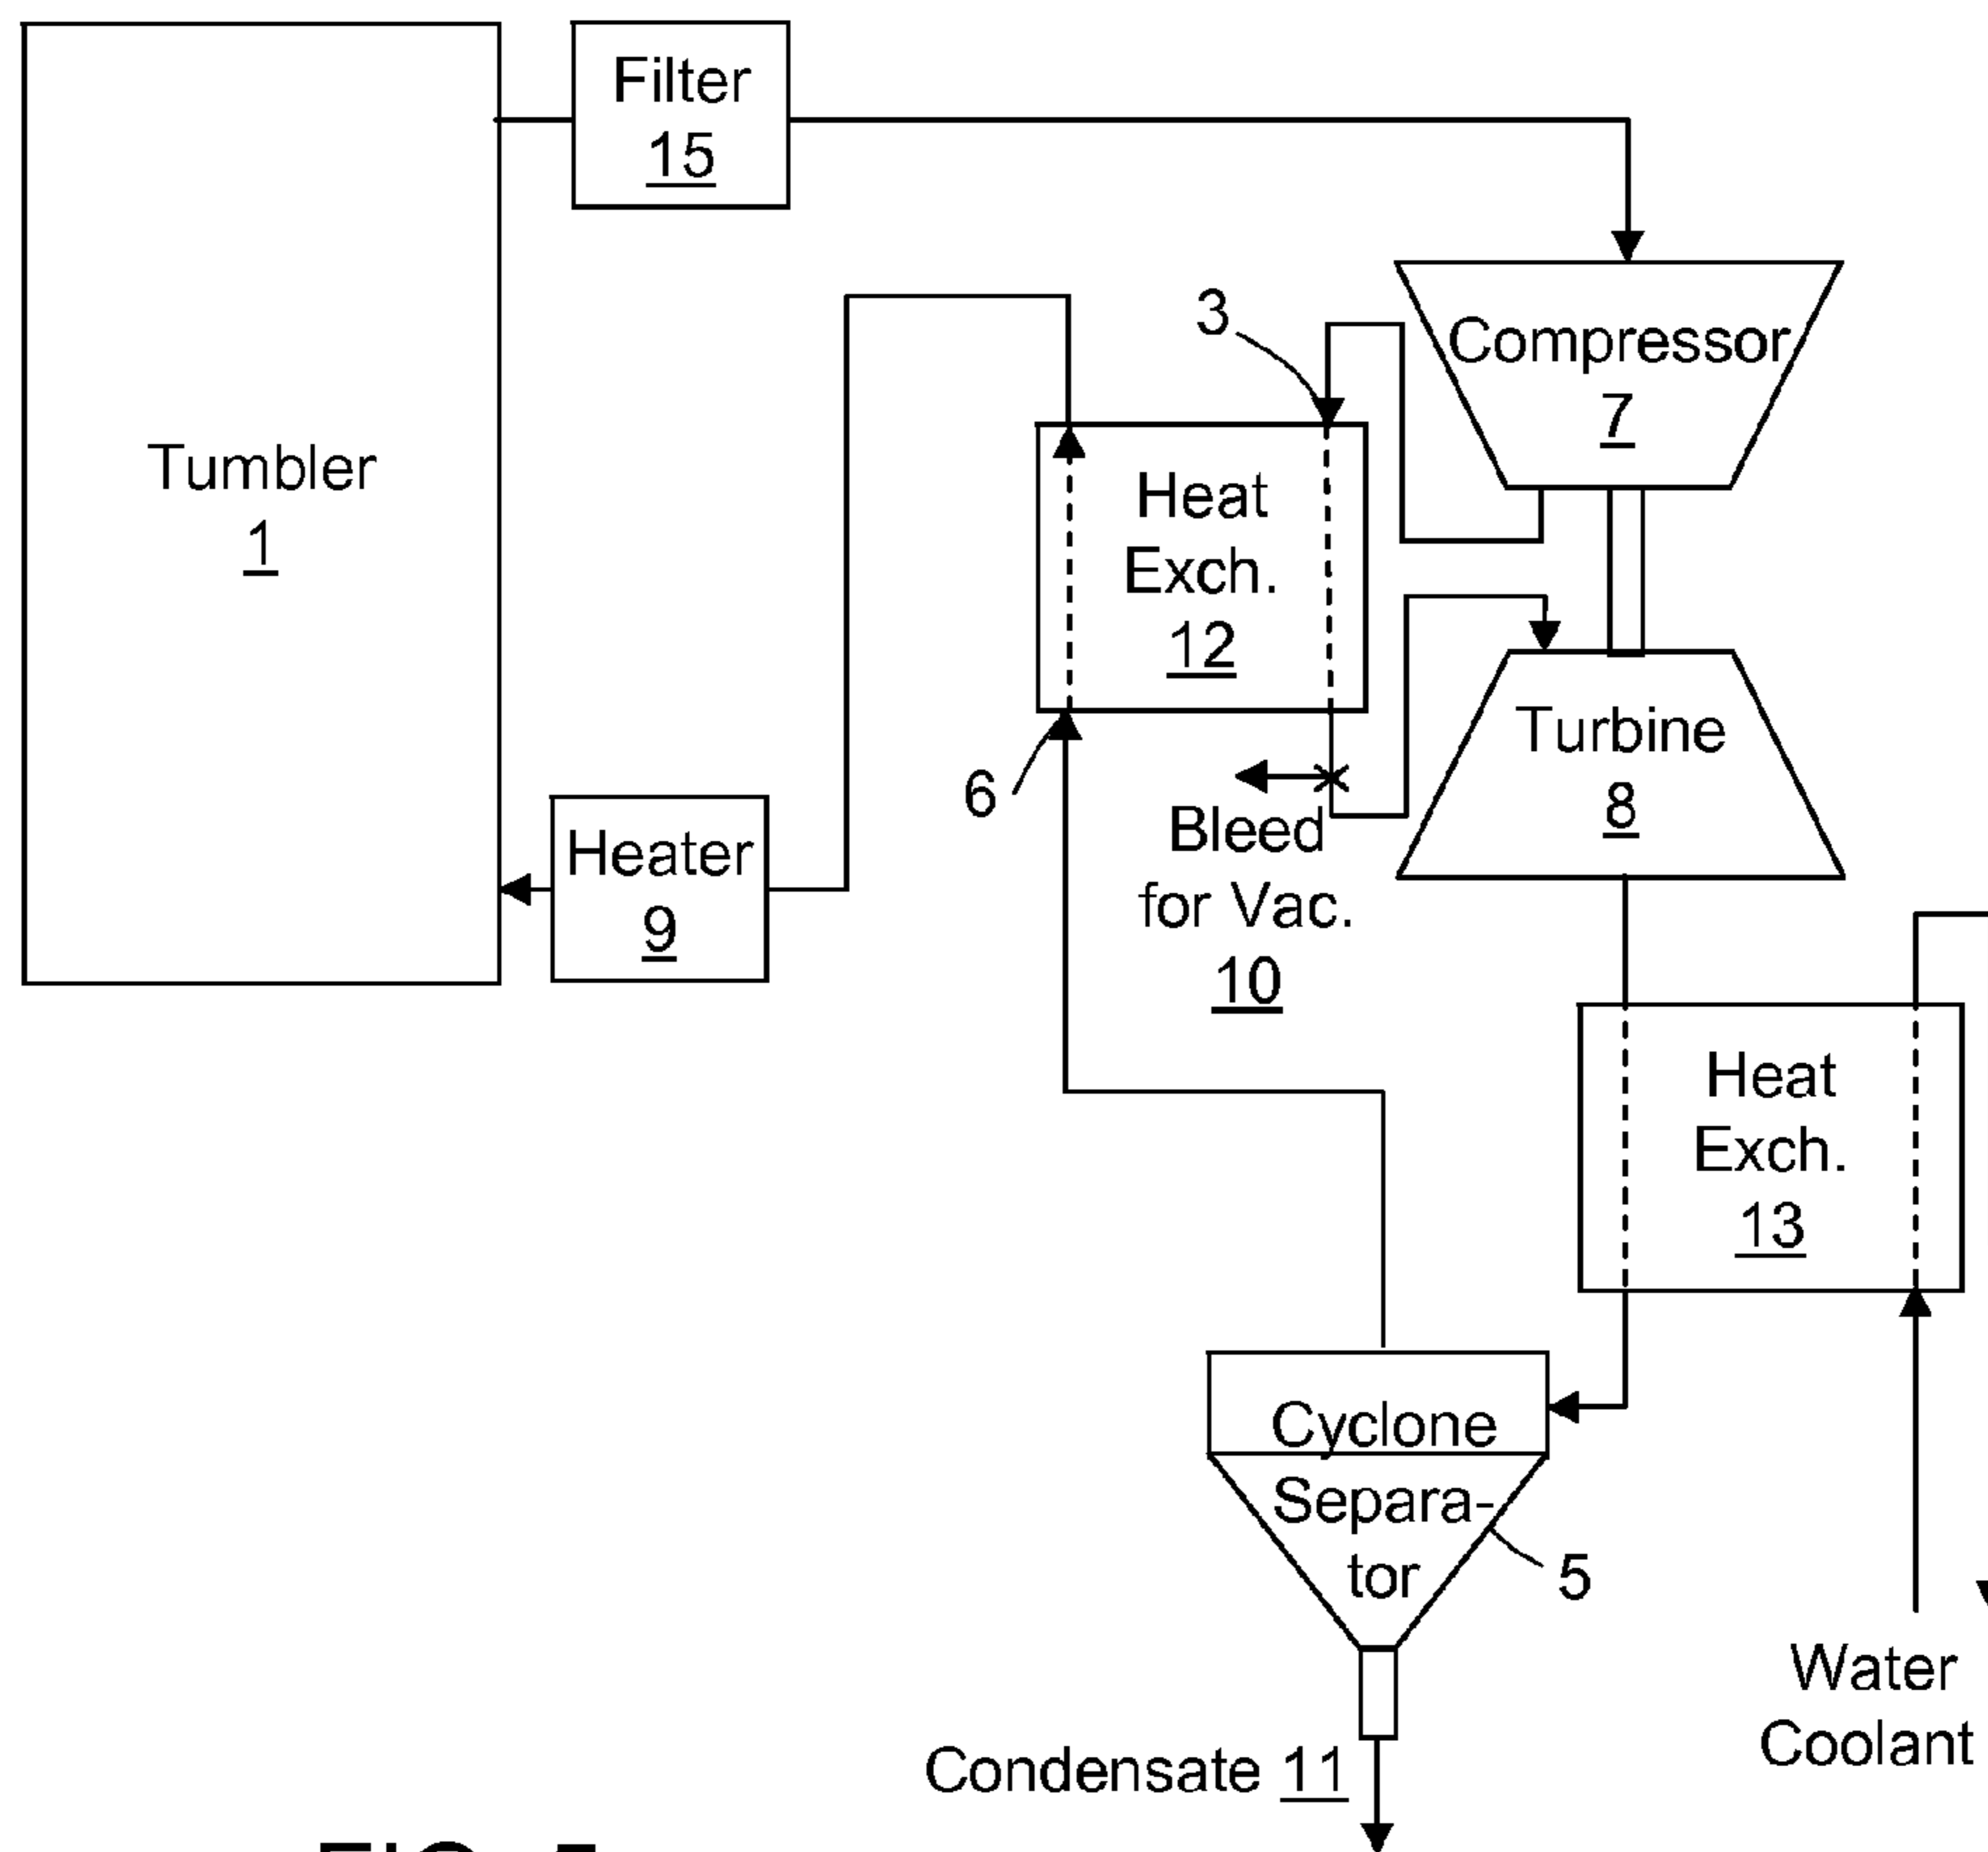 Filter
15
Tumbler
1
3
Compressor
7
Heat
Exch.
12
Turbine
8
6
Bleed
for Vac.
10
Heater
9
Heat
Exch.
13
Cyclone
Separa-
tor
5
Water
Coolant
Condensate 11